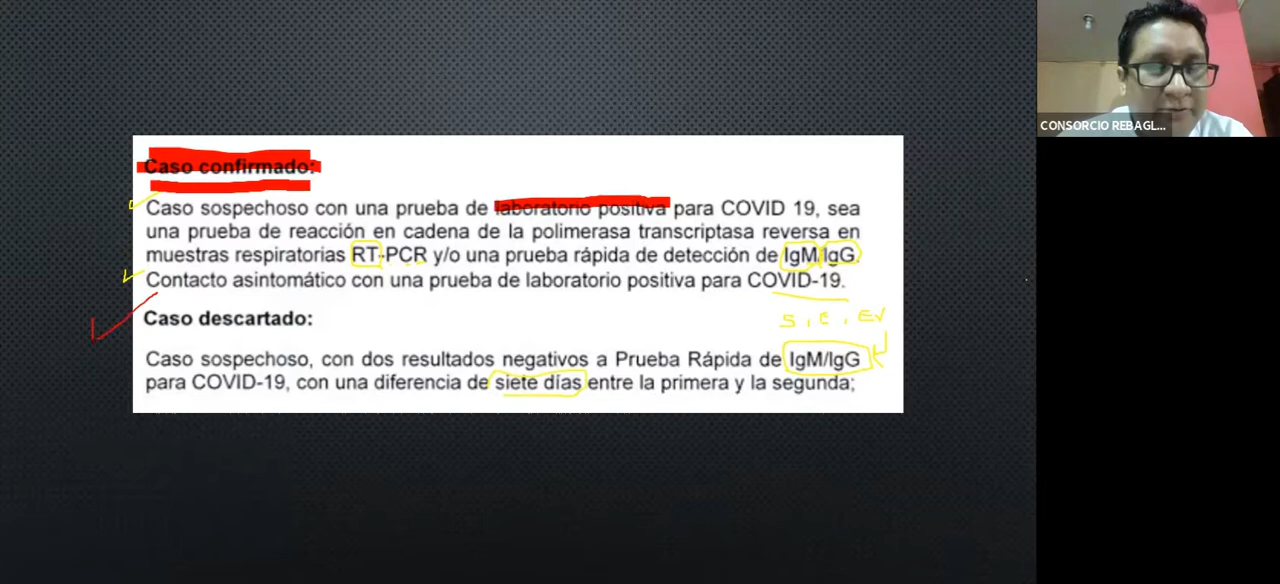 CONSORCIO REBAGL...
Caso confirmado:
Caso sospechoso con una prueba de laboratorio positiva para COVID 19, sea
una prueba de reacción en cadena de la polimerasa transcriptasa reversa en
muestras respiratorias RT-PCR y/o una prueba rápida de detección de IgM/IgG
Contacto asintomático con una prueba de laboratorio positiva para COVID-19.
S, E, EV
Caso descartado:
Caso sospechoso, con dos resultados negativos a Prueba Rápida de IgM/IgG
para COVID-19, con una diferencia de siete días entre la primera y la segunda;